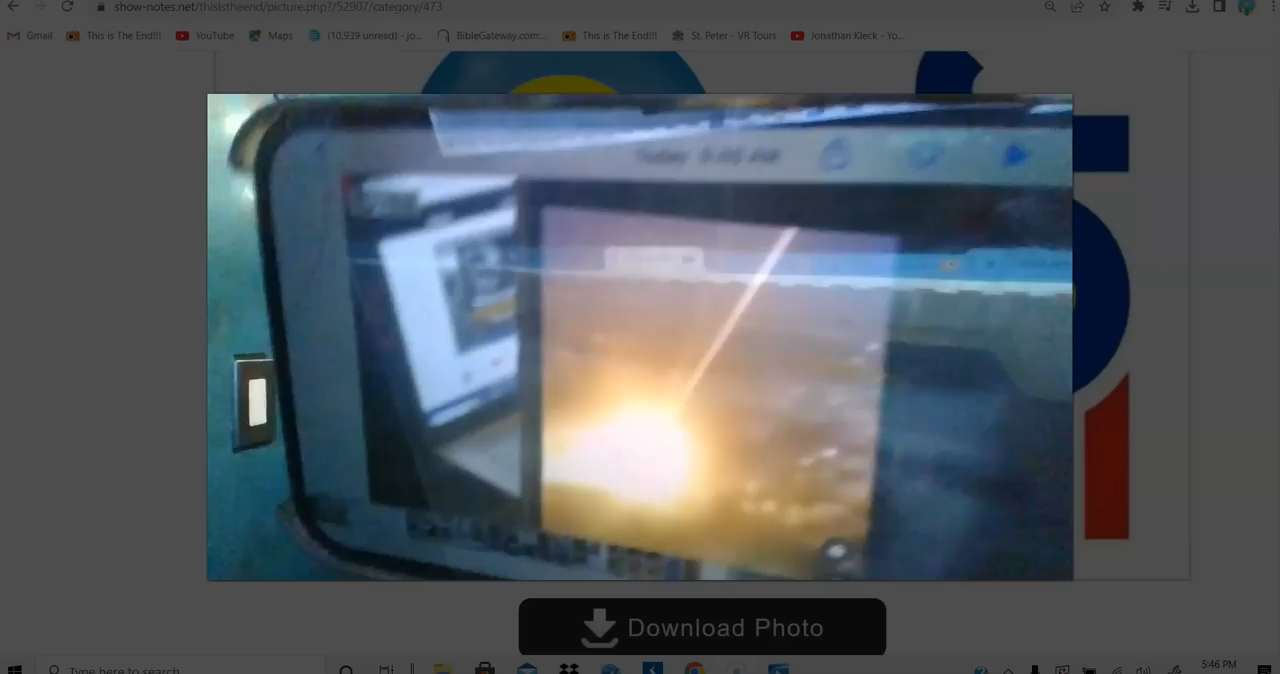 show-notes.net/thisistheend/picture.php?/52907/category/473
Gmail This is The End!!! YouTube Maps (10,939 unread) - jo... BibleGateway.com:... This is The End!!! St. Peter - VR Tours Jonathan Kleck - Yo...
Today AM
Download Photo
Type here to search
5:46 PM